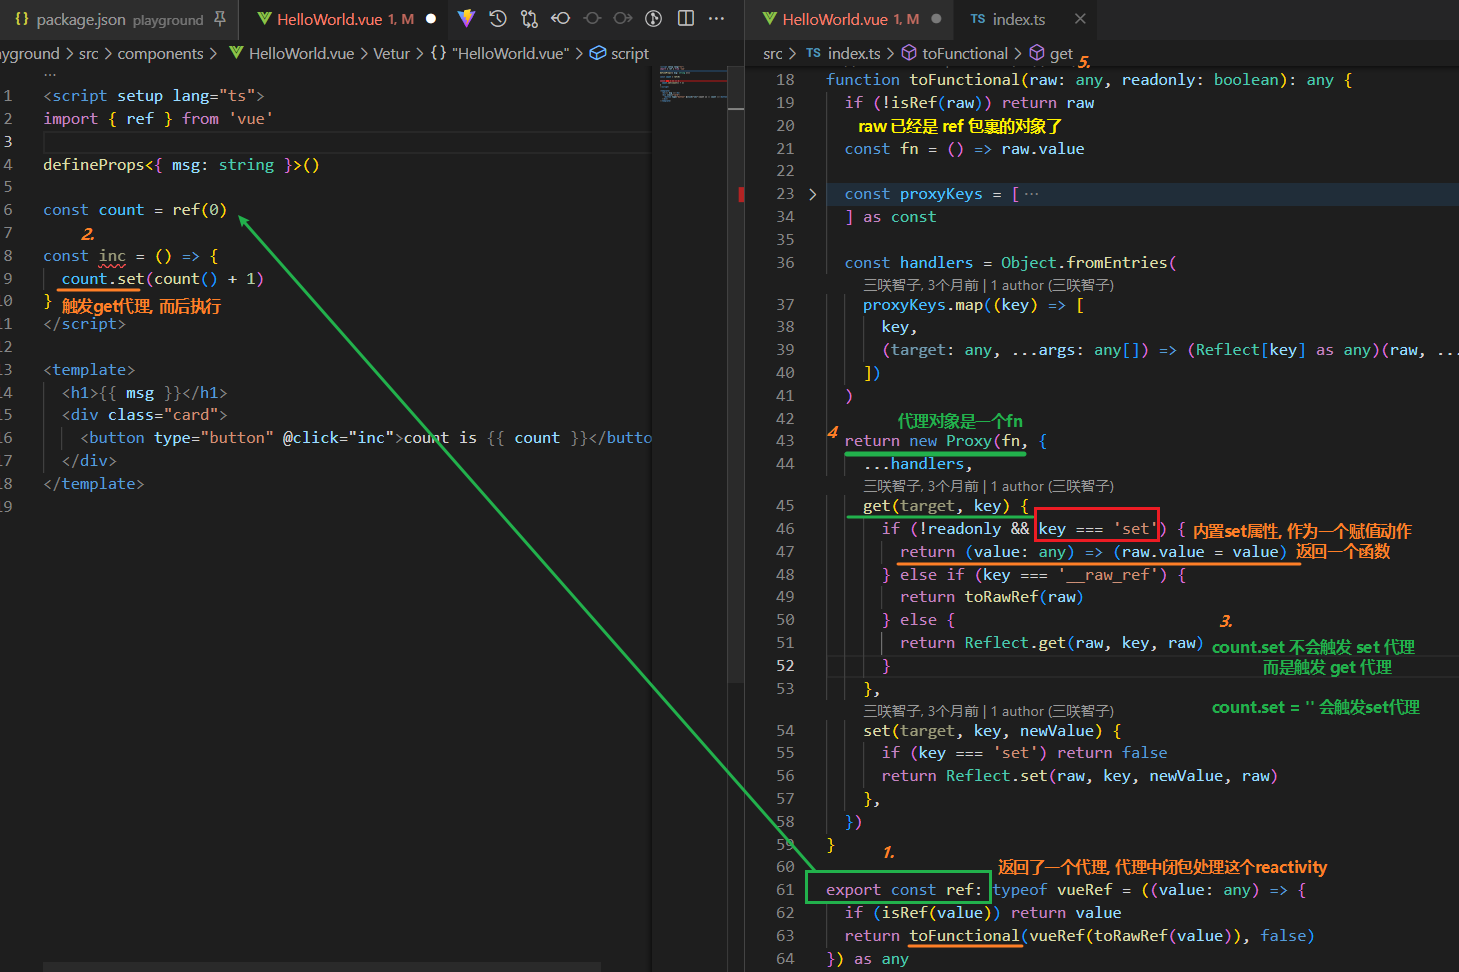 {} package.json playground
HelloWorld.vue 1, M
HelloWorld.vue 1, M
TS index.ts
yground > src > components > HelloWorld.vue > Vetur > {} "HelloWorld.vue" > script
src > TS index.ts > toFunctional > get
...
1 <script setup lang="ts">
2 import { ref } from 'vue'
3
4 defineProps<{ msg: string }>()
5
6 const count = ref(0)
7
2.
8 const inc = () => {
9 count.set(count() + 1)
10 }
触发get代理, 而后执行
11 </script>
12
13 <template>
14 <h1>{{ msg }}</h1>
15 <div class="card">
16 <button type="button" @click="inc">count is {{ count }}</butto
17 </div>
18 </template>
19
5.
18 function toFunctional(raw: any, readonly: boolean): any {
19 if (!isRef(raw)) return raw
20
raw 已经是 ref 包裹的对象了
21 const fn = () => raw.value
22
23 const proxyKeys = [ ...
34 ] as const
35
36 const handlers = Object.fromEntries(
三咲智子, 3个月前 | 1 author (三咲智子)
37 proxyKeys.map((key) => [
38 key,
39 (target: any, ...args: any[]) => (Reflect[key] as any)(raw, ...
40 ])
41 )
42
代理对象是一个fn
4
43 return new Proxy(fn, {
44 ...handlers,
三咲智子, 3个月前 | 1 author (三咲智子)
45 get(target, key) {
46 if (!readonly && key === 'set') {
内置set属性, 作为一个赋值动作
47 return (value: any) => (raw.value = value)
返回一个函数
48 } else if (key === '__raw_ref') {
49 return toRawRef(raw)
50 } else {
3.
51 return Reflect.get(raw, key, raw)
count.set 不会触发 set 代理
52 }
而是触发 get 代理
53 },
count.set = '' 会触发set代理
三咲智子, 3个月前 | 1 author (三咲智子)
54 set(target, key, newValue) {
55 if (key === 'set') return false
56 return Reflect.set(raw, key, newValue, raw)
57 },
58 })
59 }
1.
60
返回了一个代理, 代理中闭包处理这个reactivity
61 export const ref: typeof vueRef = ((value: any) => {
62 if (isRef(value)) return value
63 return toFunctional(vueRef(toRawRef(value)), false)
64 }) as any